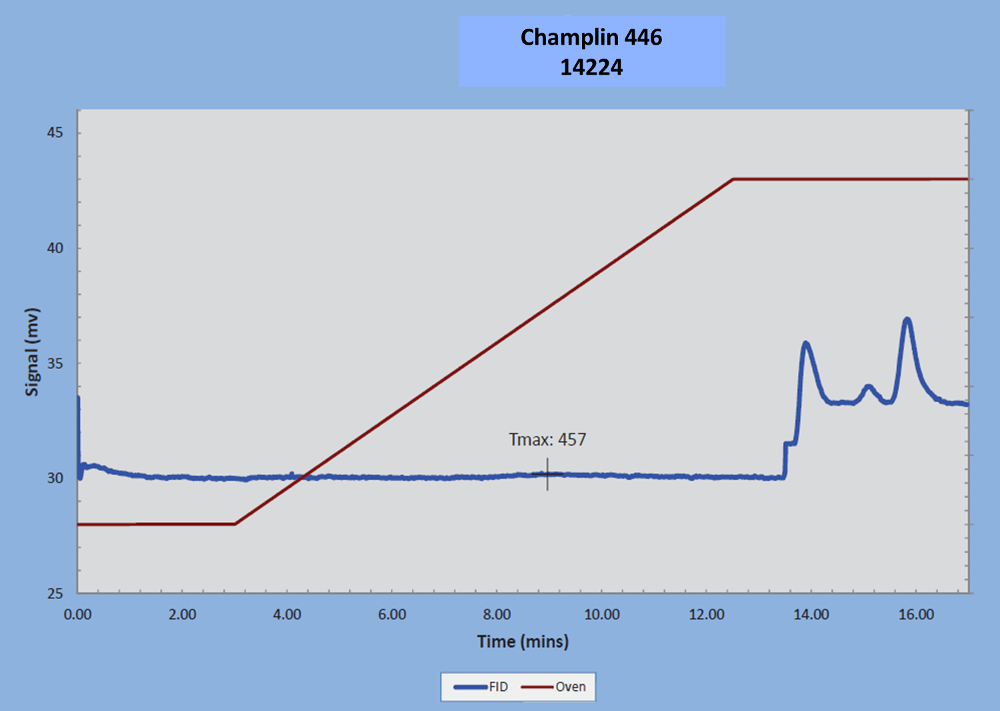 Champlin 446
14224
45
40
35
30
25
Signal (mv)
Tmax: 457
0.00 2.00 4.00 6.00 8.00 10.00 12.00 14.00 16.00
Time (mins)
FID Oven